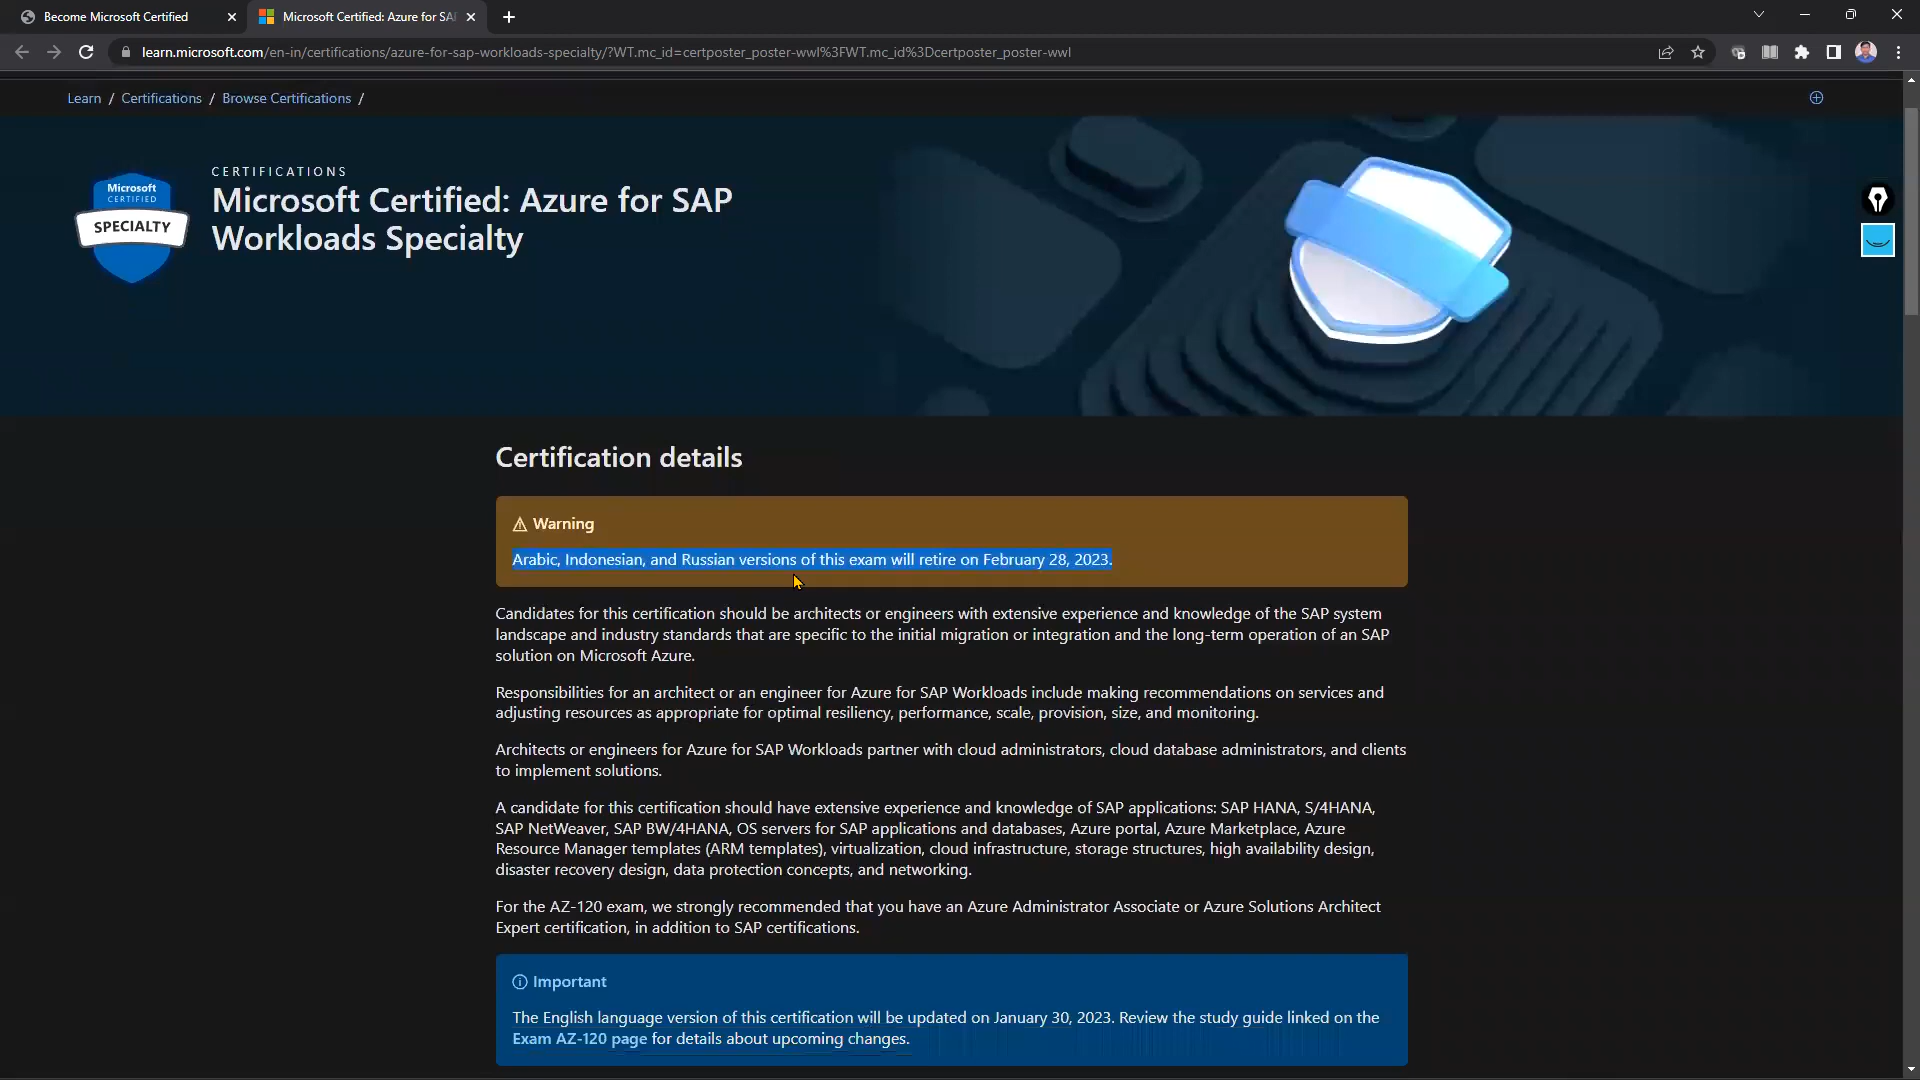 Become Microsoft Certified
Microsoft Certified: Azure for SA
learn.microsoft.com/en-in/certifications/azure-for-sap-workloads-specialty/?WT.mc_id=certposter_poster-wwl%3FWT.mc_id%3Dcertposter_poster-wwl
Learn / Certifications / Browse Certifications /
Microsoft
CERTIFIED
SPECIALTY
CERTIFICATIONS
Microsoft Certified: Azure for SAP
Workloads Specialty
Certification details
Warning
Arabic, Indonesian, and Russian versions of this exam will retire on February 28, 2023.
Candidates for this certification should be architects or engineers with extensive experience and knowledge of the SAP system
landscape and industry standards that are specific to the initial migration or integration and the long-term operation of an SAP
solution on Microsoft Azure.
Responsibilities for an architect or an engineer for Azure for SAP Workloads include making recommendations on services and
adjusting resources as appropriate for optimal resiliency, performance, scale, provision, size, and monitoring.
Architects or engineers for Azure for SAP Workloads partner with cloud administrators, cloud database administrators, and clients
to implement solutions.
A candidate for this certification should have extensive experience and knowledge of SAP applications: SAP HANA, S/4HANA,
SAP NetWeaver, SAP BW/4HANA, OS servers for SAP applications and databases, Azure portal, Azure Marketplace, Azure
Resource Manager templates (ARM templates), virtualization, cloud infrastructure, storage structures, high availability design,
disaster recovery design, data protection concepts, and networking.
For the AZ-120 exam, we strongly recommended that you have an Azure Administrator Associate or Azure Solutions Architect
Expert certification, in addition to SAP certifications.
Important
The English language version of this certification will be updated on January 30, 2023. Review the study guide linked on the
Exam AZ-120 page for details about upcoming changes.